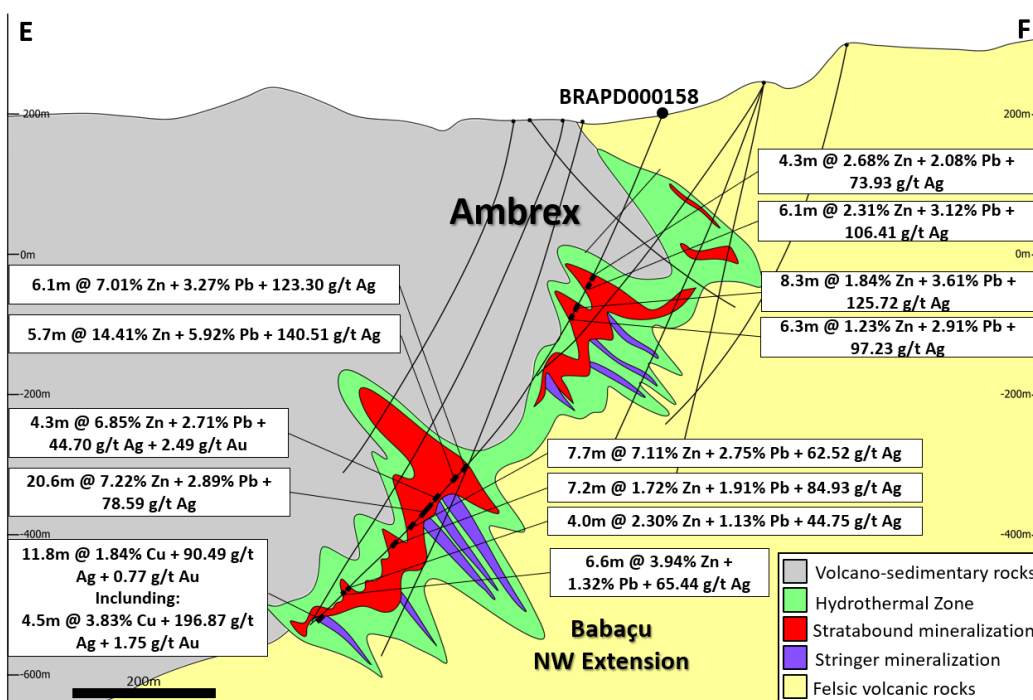 E
F
BRAPD000158
200m
200m
4.3m @ 2.68% Zn + 2.08% Pb +
73.93 g/t Ag
Ambrex
6.1m @ 2.31% Zn + 3.12% Pb +
106.41 g/t Ag
0m
0m
6.1m @ 7.01% Zn + 3.27% Pb + 123.30 g/t Ag
8.3m @ 1.84% Zn + 3.61% Pb +
125.72 g/t Ag
5.7m @ 14.41% Zn + 5.92% Pb + 140.51 g/t Ag
6.3m @ 1.23% Zn + 2.91% Pb +
97.23 g/t Ag
-200m
-200m
4.3m @ 6.85% Zn + 2.71% Pb +
44.70 g/t Ag + 2.49 g/t Au
7.7m @ 7.11% Zn + 2.75% Pb + 62.52 g/t Ag
20.6m @ 7.22% Zn + 2.89% Pb +
78.59 g/t Ag
7.2m @ 1.72% Zn + 1.91% Pb + 84.93 g/t Ag
4.0m @ 2.30% Zn + 1.13% Pb + 44.75 g/t Ag
-400m
-400m
11.8m @ 1.84% Cu + 90.49 g/t
Ag + 0.77 g/t Au
Inclunding:
4.5m @ 3.83% Cu + 196.87 g/t
Ag + 1.75 g/t Au
6.6m @ 3.94% Zn +
1.32% Pb + 65.44 g/t Ag
Babaçu
NW Extension
Volcano-sedimentary rocks
Hydrothermal Zone
Stratabound mineralization
Stringer mineralization
Felsic volcanic rocks
-600m
200m